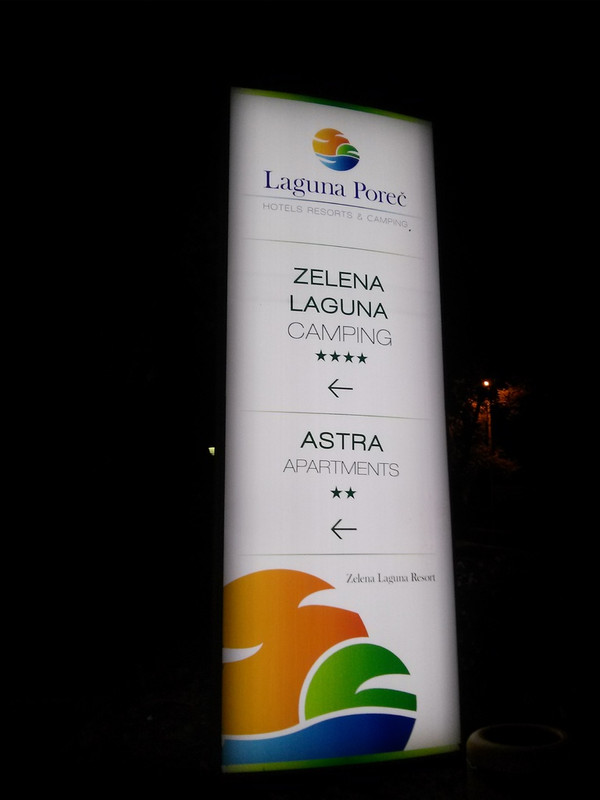 Laguna Poreč
HOTELS RESORTS & CAMPING
ZELENA
LAGUNA
CAMPING
★★★★
←
ASTRA
APARTMENTS
★★
←
Zelena Laguna Resort